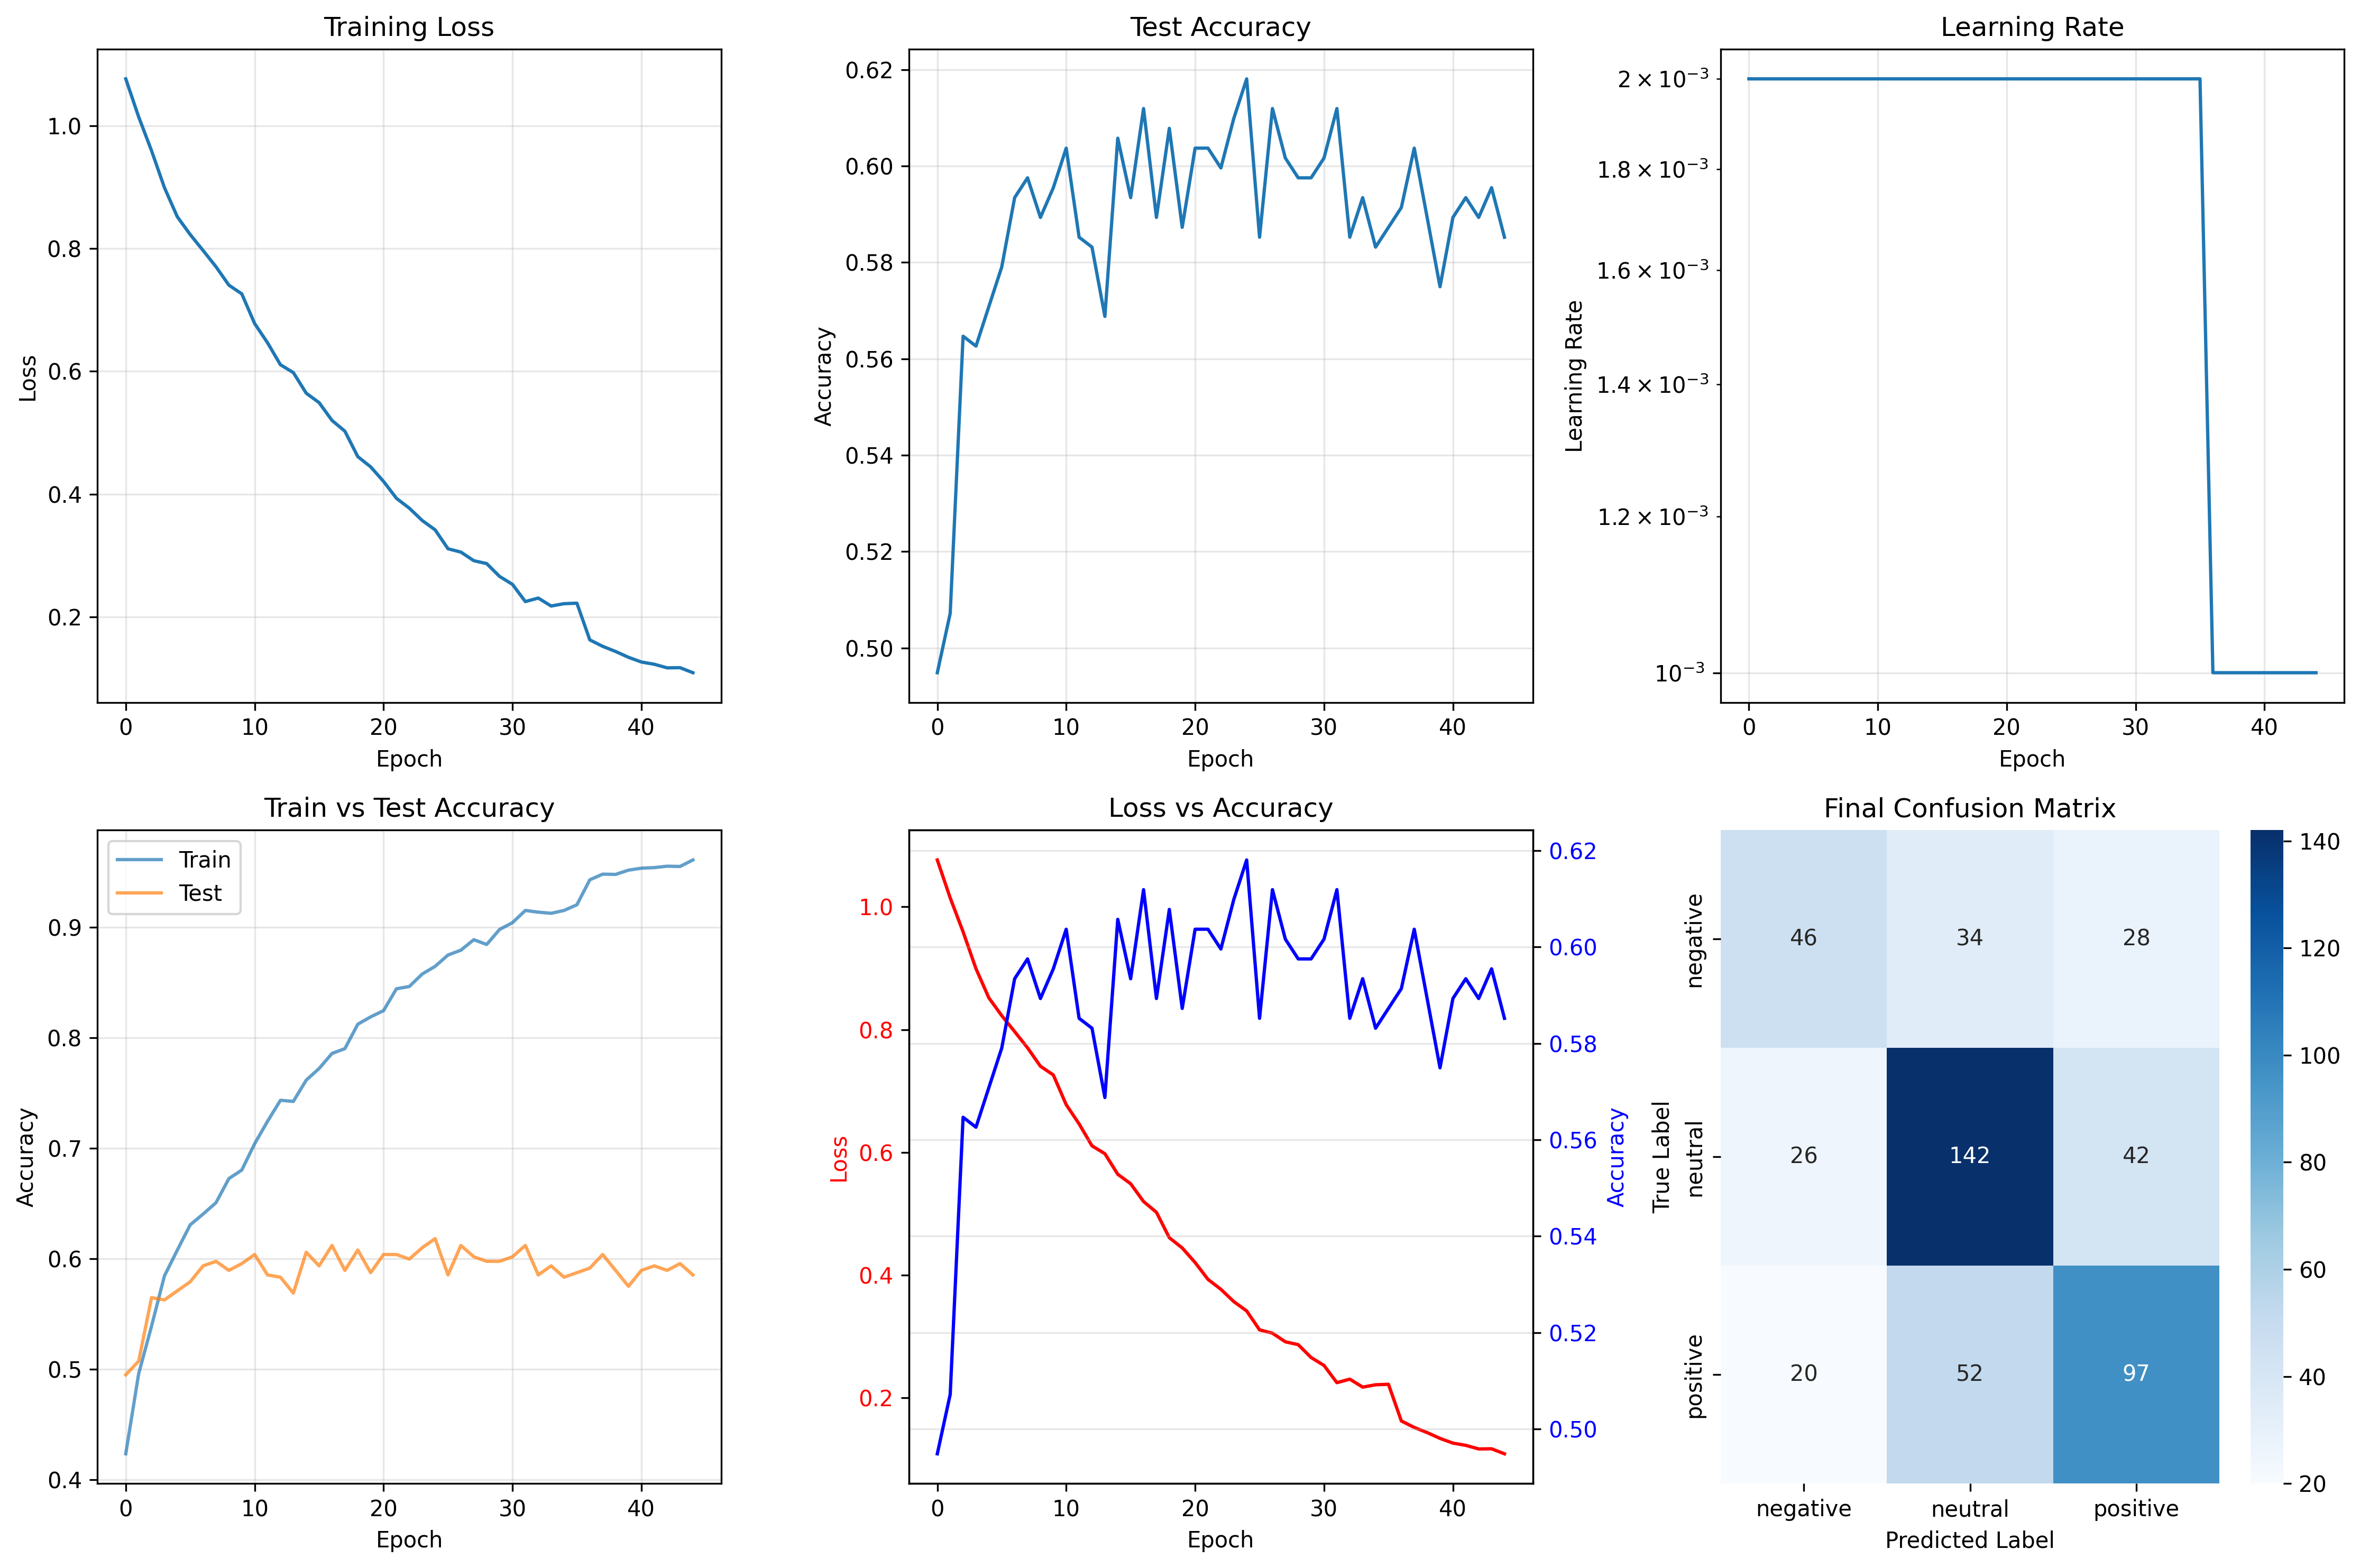 Training Loss
1.0
0.8
0.6
0.4
0.2
Loss
0 10 20 30 40
Epoch
Test Accuracy
0.62
0.60
0.58
0.56
0.54
0.52
0.50
Accuracy
0 10 20 30 40
Epoch
Learning Rate
2 × 10⁻³
1.8 × 10⁻³
1.6 × 10⁻³
1.4 × 10⁻³
1.2 × 10⁻³
10⁻³
Learning Rate
0 10 20 30 40
Epoch
Train vs Test Accuracy
Train
Test
0.9
0.8
0.7
0.6
0.5
0.4
Accuracy
0 10 20 30 40
Epoch
Loss vs Accuracy
1.0
0.8
0.6
0.4
0.2
Loss
0.62
0.60
0.58
0.56
0.54
0.52
0.50
Accuracy
0 10 20 30 40
Epoch
Final Confusion Matrix
True Label
negative
46 34 28
neutral
26 142 42
positive
20 52 97
negative neutral positive
Predicted Label
140
120
100
80
60
40
20